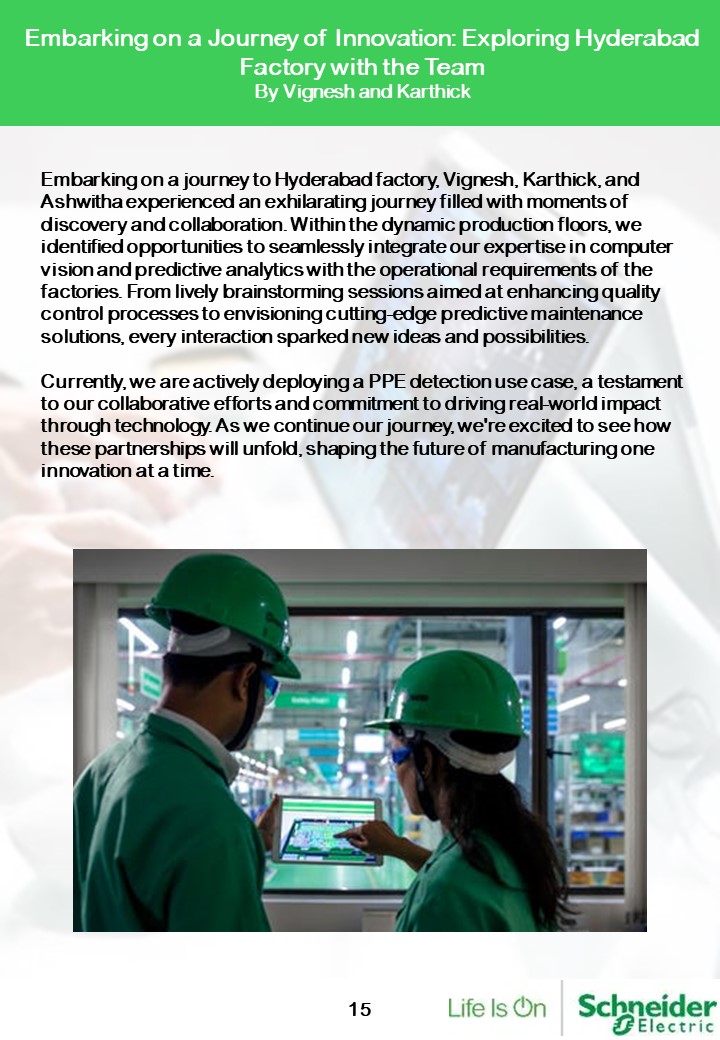 Embarking on a Journey of Innovation: Exploring Hyderabad
Factory with the Team
By Vignesh and Karthick
Embarking on a journey to Hyderabad factory, Vignesh, Karthick, and
Ashwitha experienced an exhilarating journey filled with moments of
discovery and collaboration. Within the dynamic production floors, we
identified opportunities to seamlessly integrate our expertise in computer
vision and predictive analytics with the operational requirements of the
factories. From lively brainstorming sessions aimed at enhancing quality
control processes to envisioning cutting-edge predictive maintenance
solutions, every interaction sparked new ideas and possibilities.
Currently, we are actively deploying a PPE detection use case, a testament
to our collaborative efforts and commitment to driving real-world impact
through technology. As we continue our journey, we're excited to see how
these partnerships will unfold, shaping the future of manufacturing one
innovation at a time.
15
Life Is On
Schneider
Electric